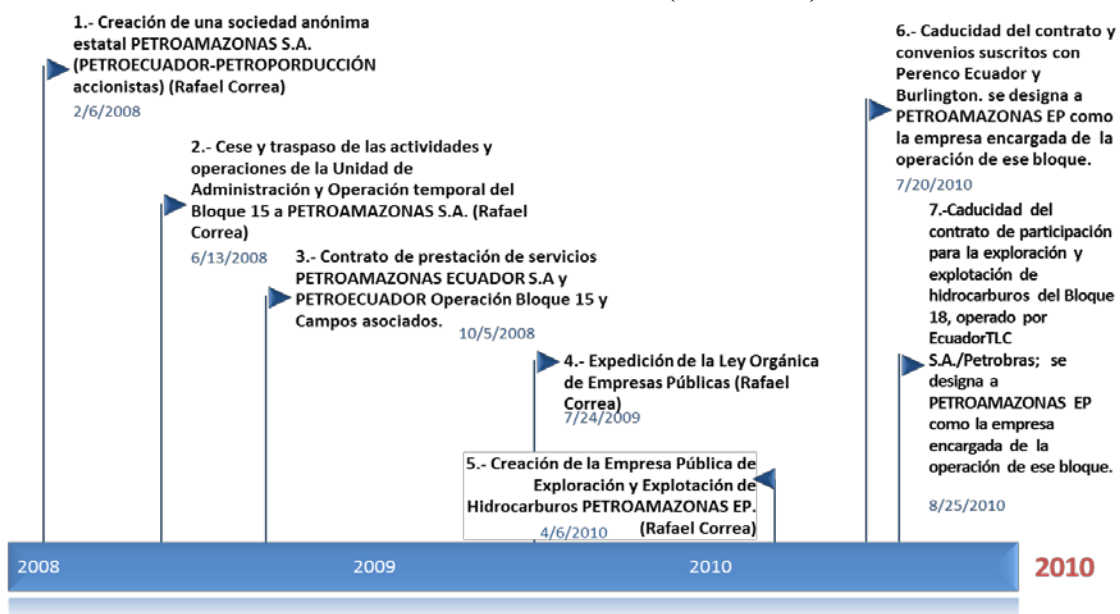 1.- Creación de una sociedad anónima
estatal PETROAMAZONAS S.A.
(PETROECUADOR-PETROPORDUCCIÓN
accionistas) (Rafael Correa)
2/6/2008
2.- Cese y traspaso de las actividades y
operaciones de la Unidad de
Administración y Operación temporal del
Bloque 15 a PETROAMAZONAS S.A. (Rafael
Correa)
6/13/2008
3.- Contrato de prestación de servicios
PETROAMAZONAS ECUADOR S.A y
PETROECUADOR Operación Bloque 15 y
Campos asociados.
10/5/2008
4.- Expedición de la Ley Orgánica
de Empresas Públicas (Rafael
Correa)
7/24/2009
5.- Creación de la Empresa Pública de
Exploración y Explotación de
Hidrocarburos PETROAMAZONAS EP.
(Rafael Correa)
4/6/2010
6.- Caducidad del contrato y
convenios suscritos con
Perenco Ecuador y
Burlington. se designa a
PETROAMAZONAS EP como
la empresa encargada de la
operación de ese bloque.
7/20/2010
7.-Caducidad del
contrato de participación
para la exploración y
explotación de
hidrocarburos del Bloque
18, operado por
EcuadorTLC
S.A./Petrobras; se
designa a
PETROAMAZONAS EP
como la empresa
encargada de la
operación de ese bloque.
8/25/2010
2008
2009
2010
2010